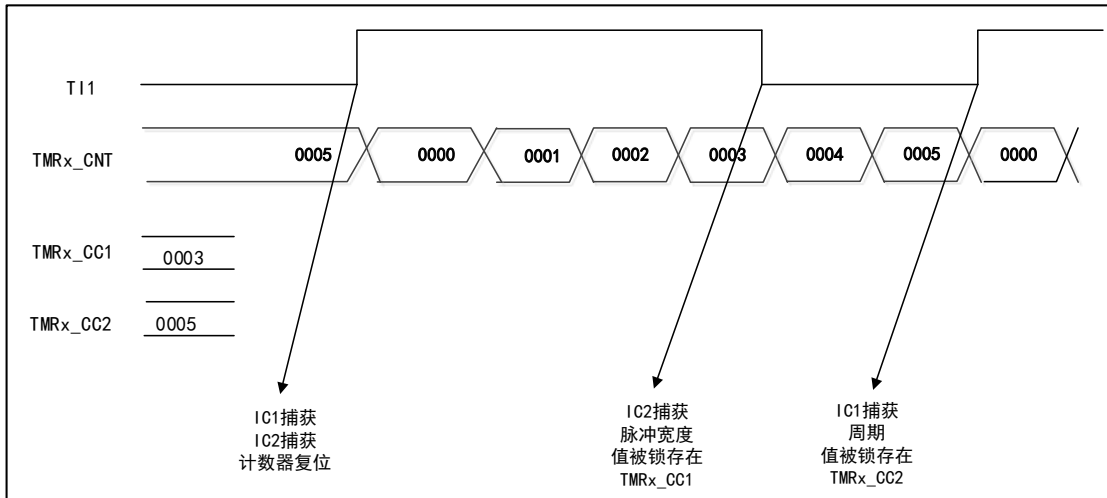 TI1
TMRx_CNT
0005 0000 0001 0002 0003 0004 0005 0000
TMRx_CC1
0003
TMRx_CC2
0005
IC1捕获
IC2捕获
计数器复位
IC2捕获
脉冲宽度
值被锁存在
TMRx_CC1
IC1捕获
周期
值被锁存在
TMRx_CC2